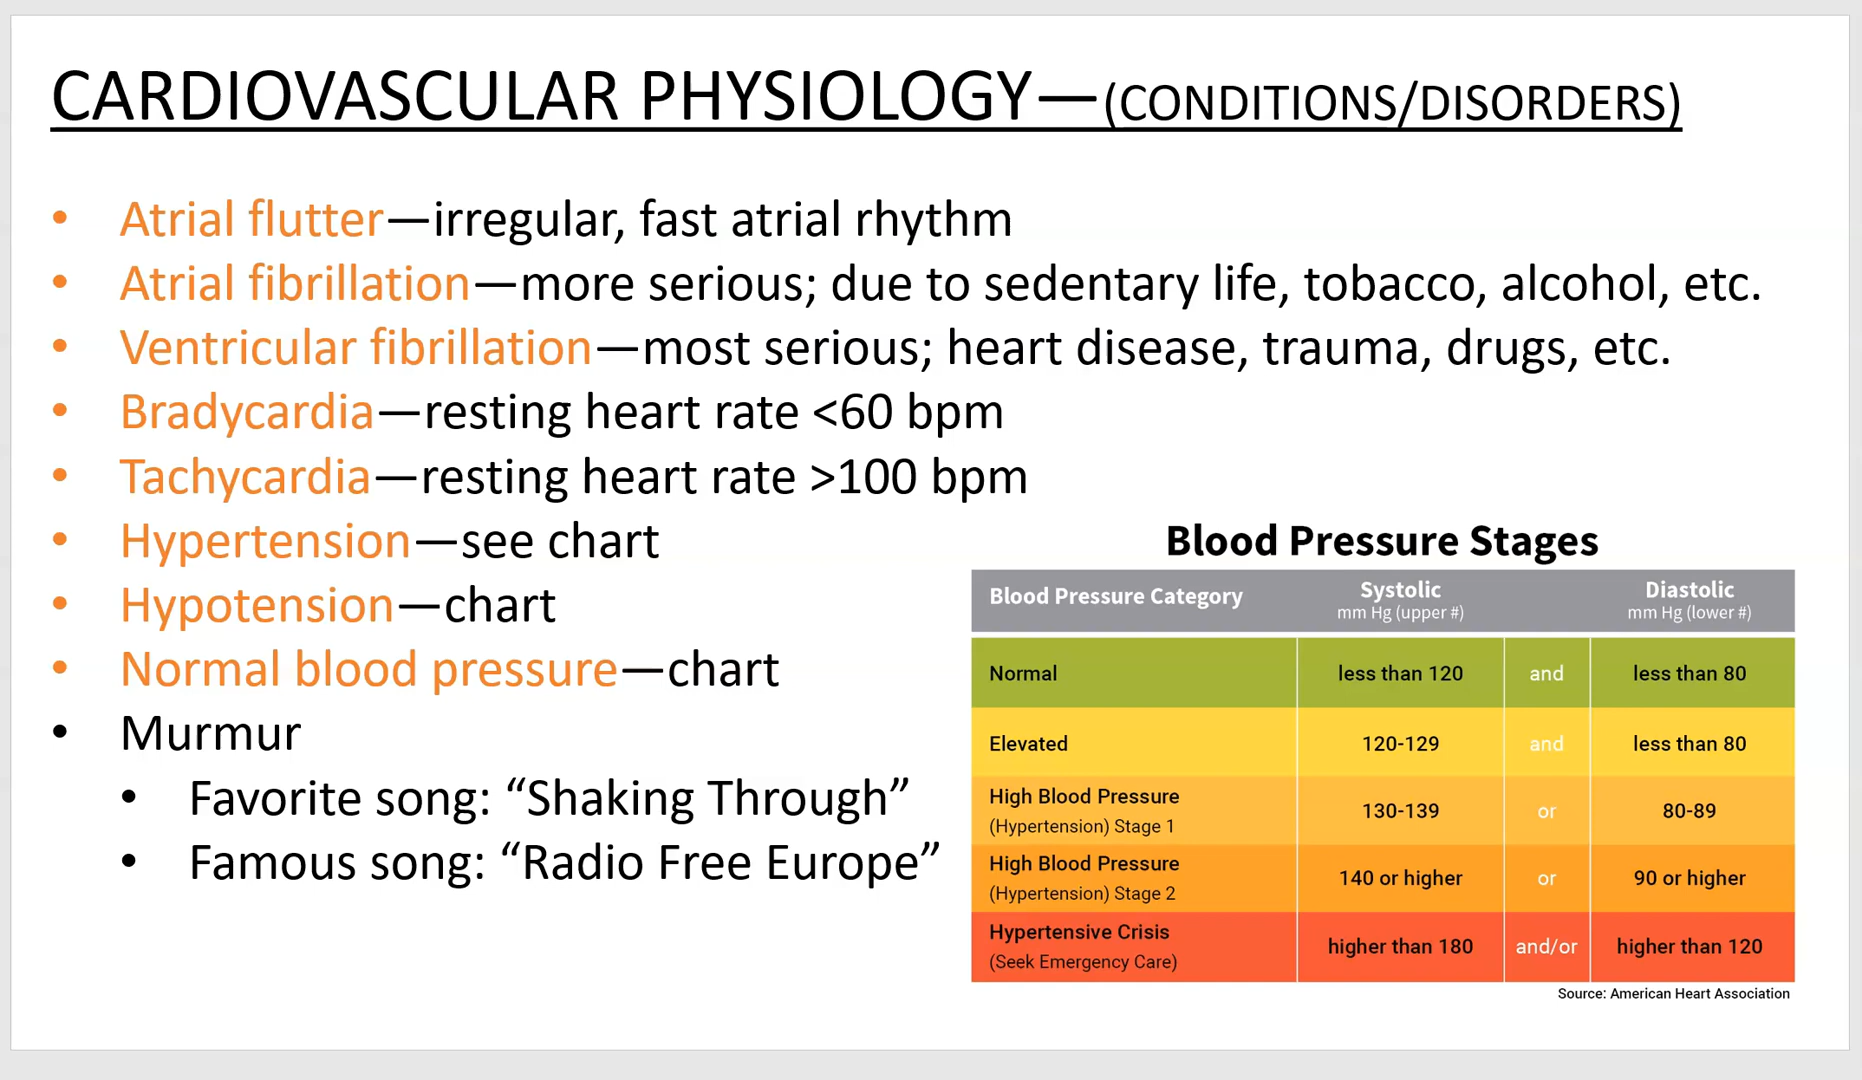 CARDIOVASCULAR PHYSIOLOGY—(CONDITIONS/DISORDERS)
• Atrial flutter—irregular, fast atrial rhythm
• Atrial fibrillation—more serious; due to sedentary life, tobacco, alcohol, etc.
• Ventricular fibrillation—most serious; heart disease, trauma, drugs, etc.
• Bradycardia—resting heart rate <60 bpm
• Tachycardia—resting heart rate >100 bpm
• Hypertension—see chart
• Hypotension—chart
• Normal blood pressure—chart
• Murmur
• Favorite song: “Shaking Through”
• Famous song: “Radio Free Europe”
Blood Pressure Stages
Blood Pressure Category Systolic Diastolic
mm Hg (upper #) mm Hg (lower #)
Normal less than 120 and less than 80
Elevated 120-129 and less than 80
High Blood Pressure
(Hypertension) Stage 1 130-139 or 80-89
High Blood Pressure
(Hypertension) Stage 2 140 or higher or 90 or higher
Hypertensive Crisis
(Seek Emergency Care) higher than 180 and/or higher than 120
Source: American Heart Association